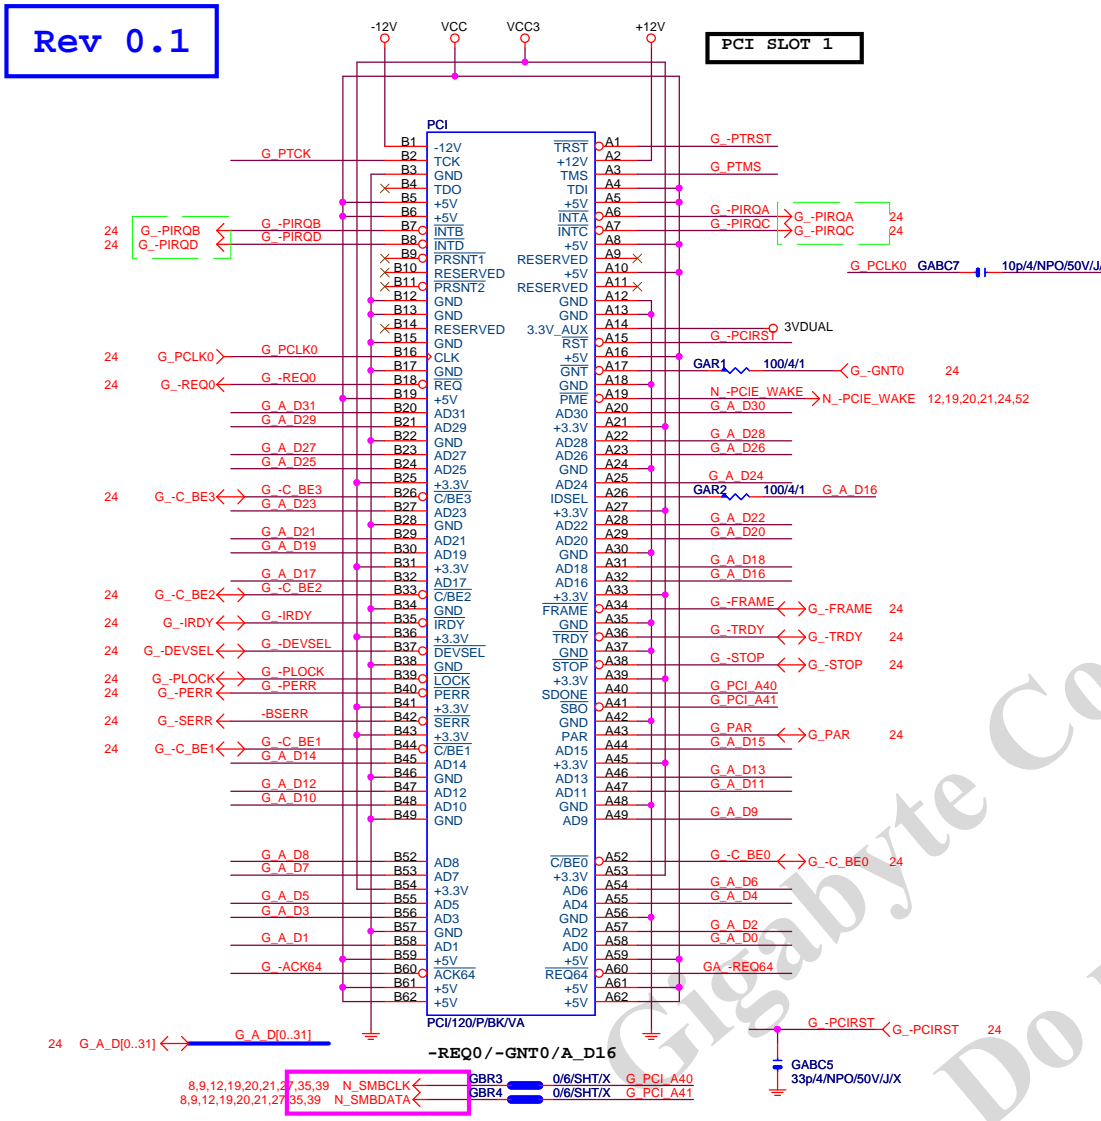 Rev 0.1
-12V VCC VCC3 +12V
PCI SLOT 1
PCI
B1 -12V TRST A1 G_-PTRST
G_PTCK B2 TCK +12V A2
B3 GND TMS A3 G_PTMS
B4 TDO TDI A4
B5 +5V +5V A5
B6 +5V INTA A6 G_-PIRQA G_-PIRQA 24
24 G_-PIRQB G_-PIRQB B7 INTB INTC A7 G_-PIRQC G_-PIRQC 24
24 G_-PIRQD G_-PIRQD B8 INTD +5V A8
B9 PRSNT1 RESERVED A9
B10 RESERVED +5V A10 G_PCLK0 GABC7 10p/4/NPO/50V/J/
B11 PRSNT2 RESERVED A11
B12 GND GND A12
B13 GND GND A13
B14 RESERVED 3.3V_AUX A14 3VDUAL
B15 GND RST A15 G_-PCIRST
24 G_PCLK0 G_PCLK0 B16 CLK +5V A16
B17 GND GNT A17 GAR1 100/4/1 G_-GNT0 24
24 G_-REQ0 G_-REQ0 B18 REQ GND A18
B19 +5V PME A19 N_-PCIE_WAKE N_-PCIE_WAKE 12,19,20,21,24,52
G_A_D31 B20 AD31 AD30 A20 G_A_D30
G_A_D29 B21 AD29 +3.3V A21
B22 GND AD28 A22 G_A_D28
G_A_D27 B23 AD27 AD26 A23 G_A_D26
G_A_D25 B24 AD25 GND A24
B25 +3.3V AD24 A25 G_A_D24
24 G_-C_BE3 G_-C_BE3 B26 C/BE3 IDSEL A26 GAR2 100/4/1 G_A_D16
G_A_D23 B27 AD23 +3.3V A27
B28 GND AD22 A28 G_A_D22
G_A_D21 B29 AD21 AD20 A29 G_A_D20
G_A_D19 B30 AD19 GND A30
B31 +3.3V AD18 A31 G_A_D18
G_A_D17 B32 AD17 AD16 A32 G_A_D16
24 G_-C_BE2 G_-C_BE2 B33 C/BE2 +3.3V A33
B34 GND FRAME A34 G_-FRAME G_-FRAME 24
24 G_-IRDY G_-IRDY B35 IRDY GND A35
B36 +3.3V TRDY A36 G_-TRDY G_-TRDY 24
24 G_-DEVSEL G_-DEVSEL B37 DEVSEL GND A37
B38 GND STOP A38 G_-STOP G_-STOP 24
24 G_-PLOCK G_-PLOCK B39 LOCK +3.3V A39
24 G_-PERR G_-PERR B40 PERR SDONE A40 G_PCI_A40
B41 +3.3V SBO A41 G_PCI_A41
24 G_-SERR -BSERR B42 SERR GND A42
B43 +3.3V PAR A43 G_PAR G_PAR 24
24 G_-C_BE1 G_-C_BE1 B44 C/BE1 AD15 A44 G_A_D15
G_A_D14 B45 AD14 +3.3V A45
B46 GND AD13 A46 G_A_D13
G_A_D12 B47 AD12 AD11 A47 G_A_D11
G_A_D10 B48 AD10 GND A48
B49 GND AD9 A49 G_A_D9
G_A_D8 B52 AD8 C/BE0 A52 G_-C_BE0 G_-C_BE0 24
G_A_D7 B53 AD7 +3.3V A53
B54 +3.3V AD6 A54 G_A_D6
G_A_D5 B55 AD5 AD4 A55 G_A_D4
G_A_D3 B56 AD3 GND A56
B57 GND AD2 A57 G_A_D2
G_A_D1 B58 AD1 AD0 A58 G_A_D0
B59 +5V +5V A59
G_-ACK64 B60 ACK64 REQ64 A60 GA_-REQ64
B61 +5V +5V A61
B62 +5V +5V A62
PCI/120/P/BK/VA
G_-PCIRST G_-PCIRST 24
24 G_A_D[0..31] G_A_D[0..31]
-REQ0/-GNT0/A_D16
GABC5
33p/4/NPO/50V/J/X
8,9,12,19,20,21,27,35,39 N_SMBCLK GBR3 0/6/SHT/X G_PCI_A40
8,9,12,19,20,21,27,35,39 N_SMBDATA GBR4 0/6/SHT/X G_PCI_A41
Gigabyte Co
Do